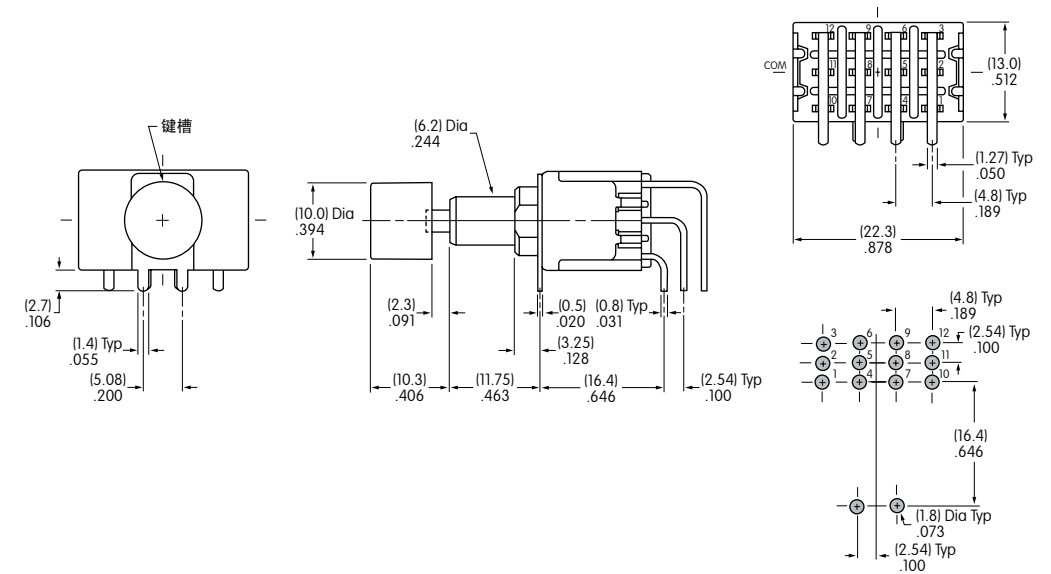 键槽
(2.7)
.106
(1.4) Typ
.055
(5.08)
.200
(6.2) Dia
.244
(10.0) Dia
.394
(2.3)
.091
(0.5)
.020
(0.8) Typ
.031
(3.25)
.128
(10.3)
.406
(11.75)
.463
(16.4)
.646
(2.54) Typ
.100
12 9 6 3
COM 11 8 5 2
10 7 4 1
(13.0)
.512
(1.27) Typ
.050
(4.8) Typ
.189
(22.3)
.878
(4.8) Typ
.189
3 6 9 12
(2.54) Typ
.100
2 5 8 11
1 4 7 10
(16.4)
.646
(1.8) Dia Typ
.073
(2.54) Typ
.100